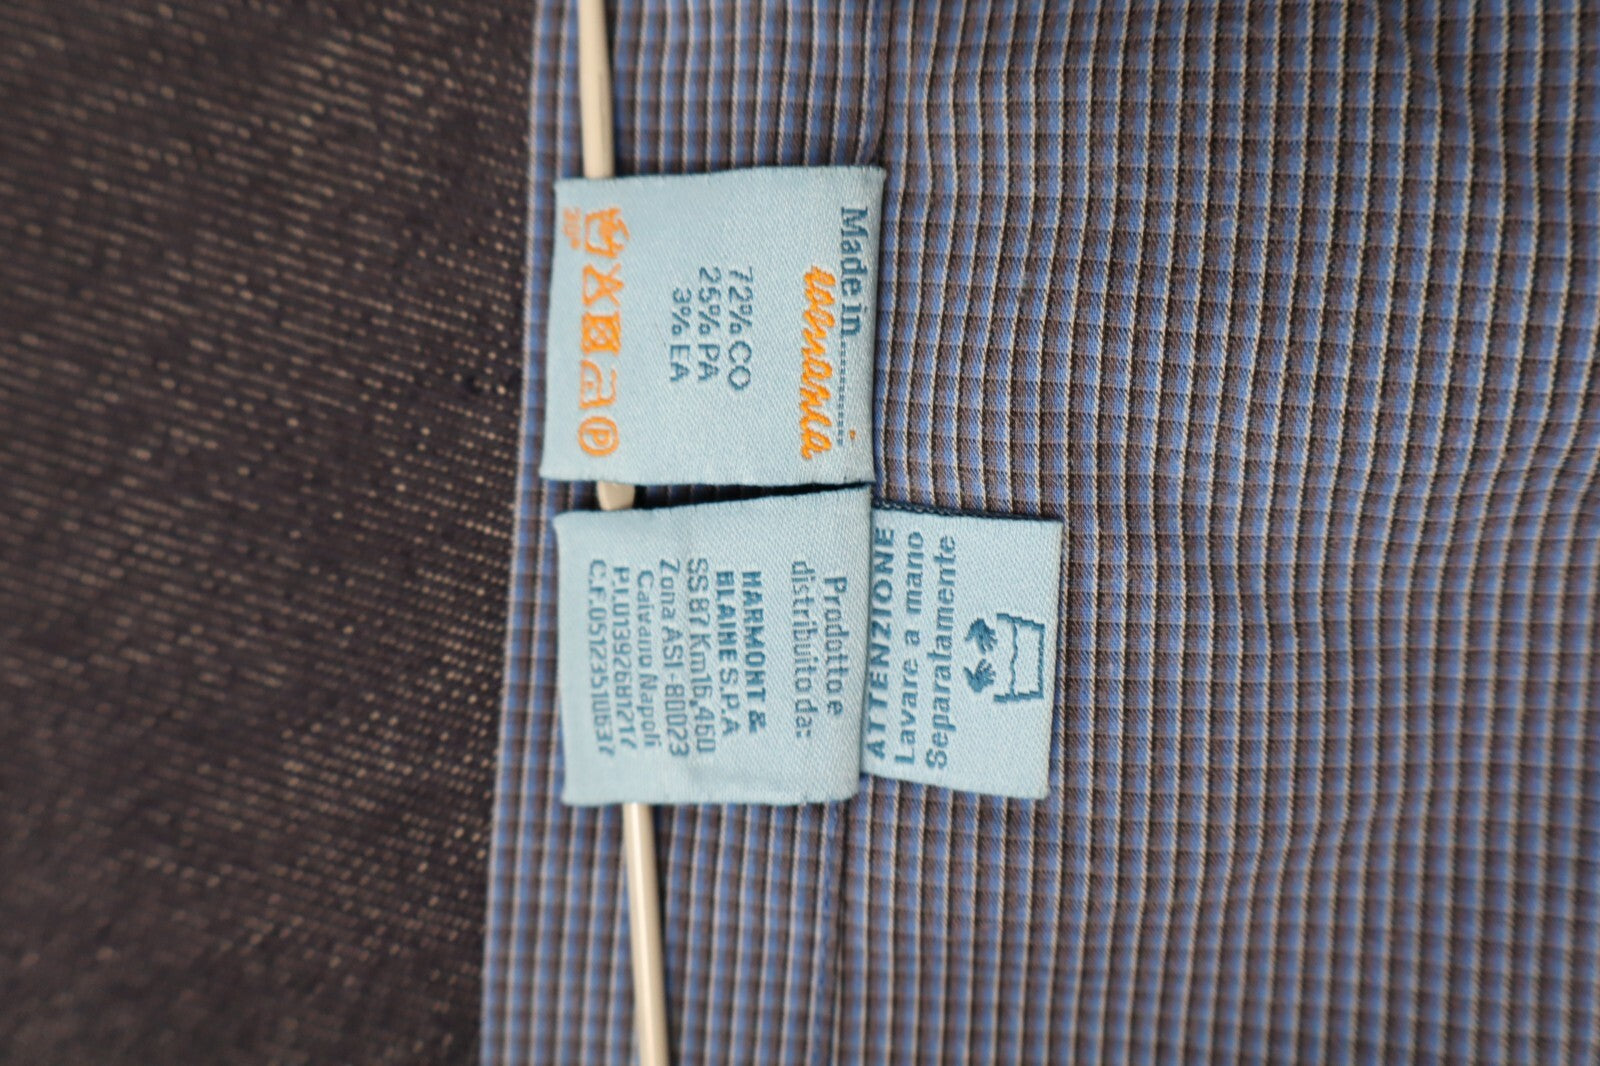 Made in...........
72% CO
25% PA
3% EA
30°
P
Prodotto e
distribuito da:
HARMONT &
BLAINE S.P.A
SS 87 Km 16,460
Zona ASI - 80023
Caivano Napoli
P.I. 01392681217
C.F. 05123510637
ATTENZIONE
Lavare a mano
Separatamente